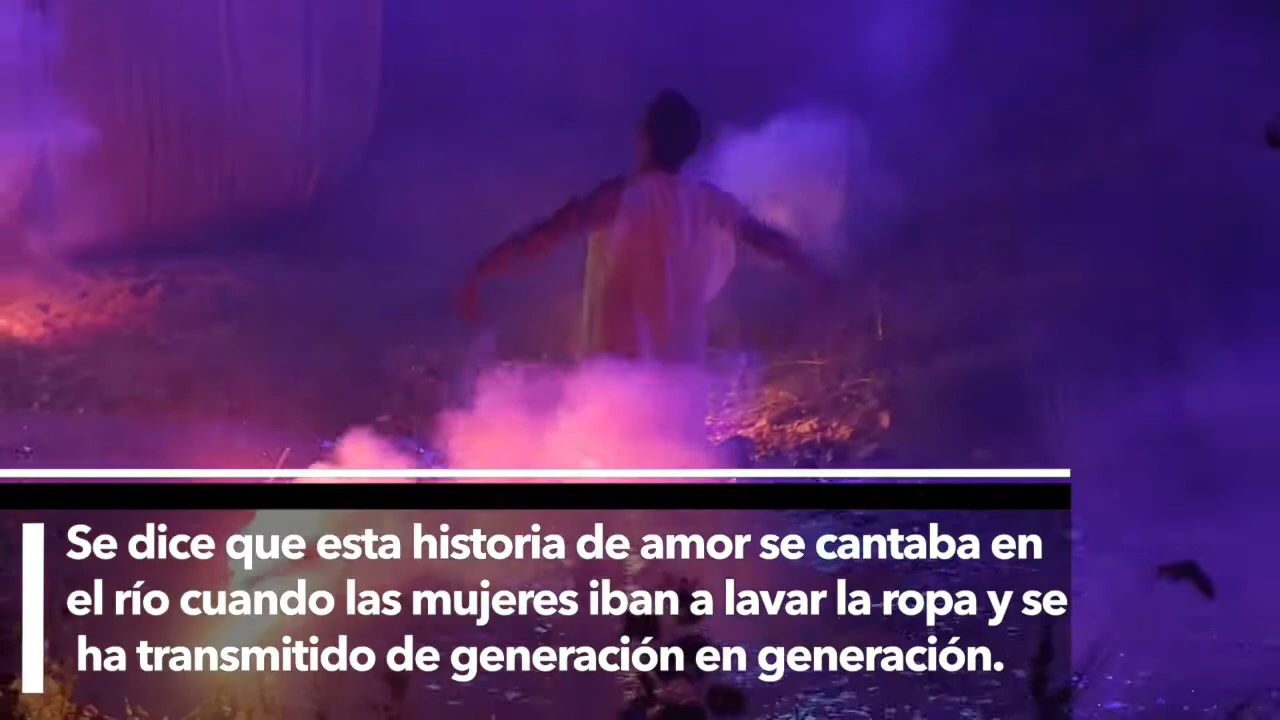 Se dice que esta historia de amor se cantaba en
el río cuando las mujeres iban a lavar la ropa y se
ha transmitido de generación en generación.